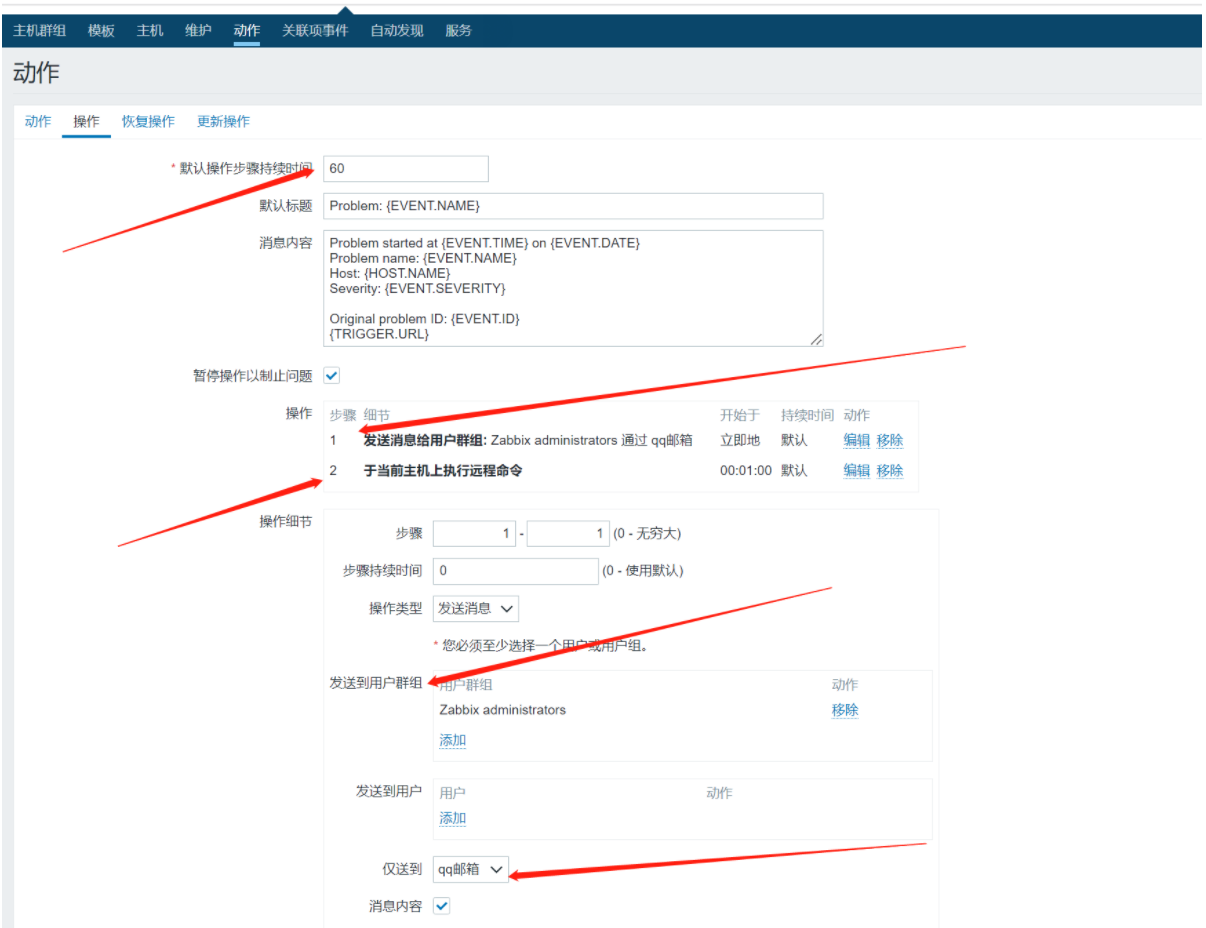 主机群组 模板 主机 维护 动作 关联项事件 自动发现 服务
动作
动作 操作 恢复操作 更新操作
* 默认操作步骤持续时间 60
默认标题 Problem: {EVENT.NAME}
消息内容 Problem started at {EVENT.TIME} on {EVENT.DATE}
Problem name: {EVENT.NAME}
Host: {HOST.NAME}
Severity: {EVENT.SEVERITY}
Original problem ID: {EVENT.ID}
{TRIGGER.URL}
暂停操作以制止问题
操作 步骤 细节 开始于 持续时间 动作
1 发送消息给用户群组: Zabbix administrators 通过 qq邮箱 立即地 默认 编辑 移除
2 于当前主机上执行远程命令 00:01:00 默认 编辑 移除
操作细节
步骤 1 - 1 (0 - 无穷大)
步骤持续时间 0 (0 - 使用默认)
操作类型 发送消息
* 您必须至少选择一个用户或用户组。
发送到用户群组 用户群组 动作
Zabbix administrators 移除
添加
发送到用户 用户 动作
添加
仅送到 qq邮箱
消息内容